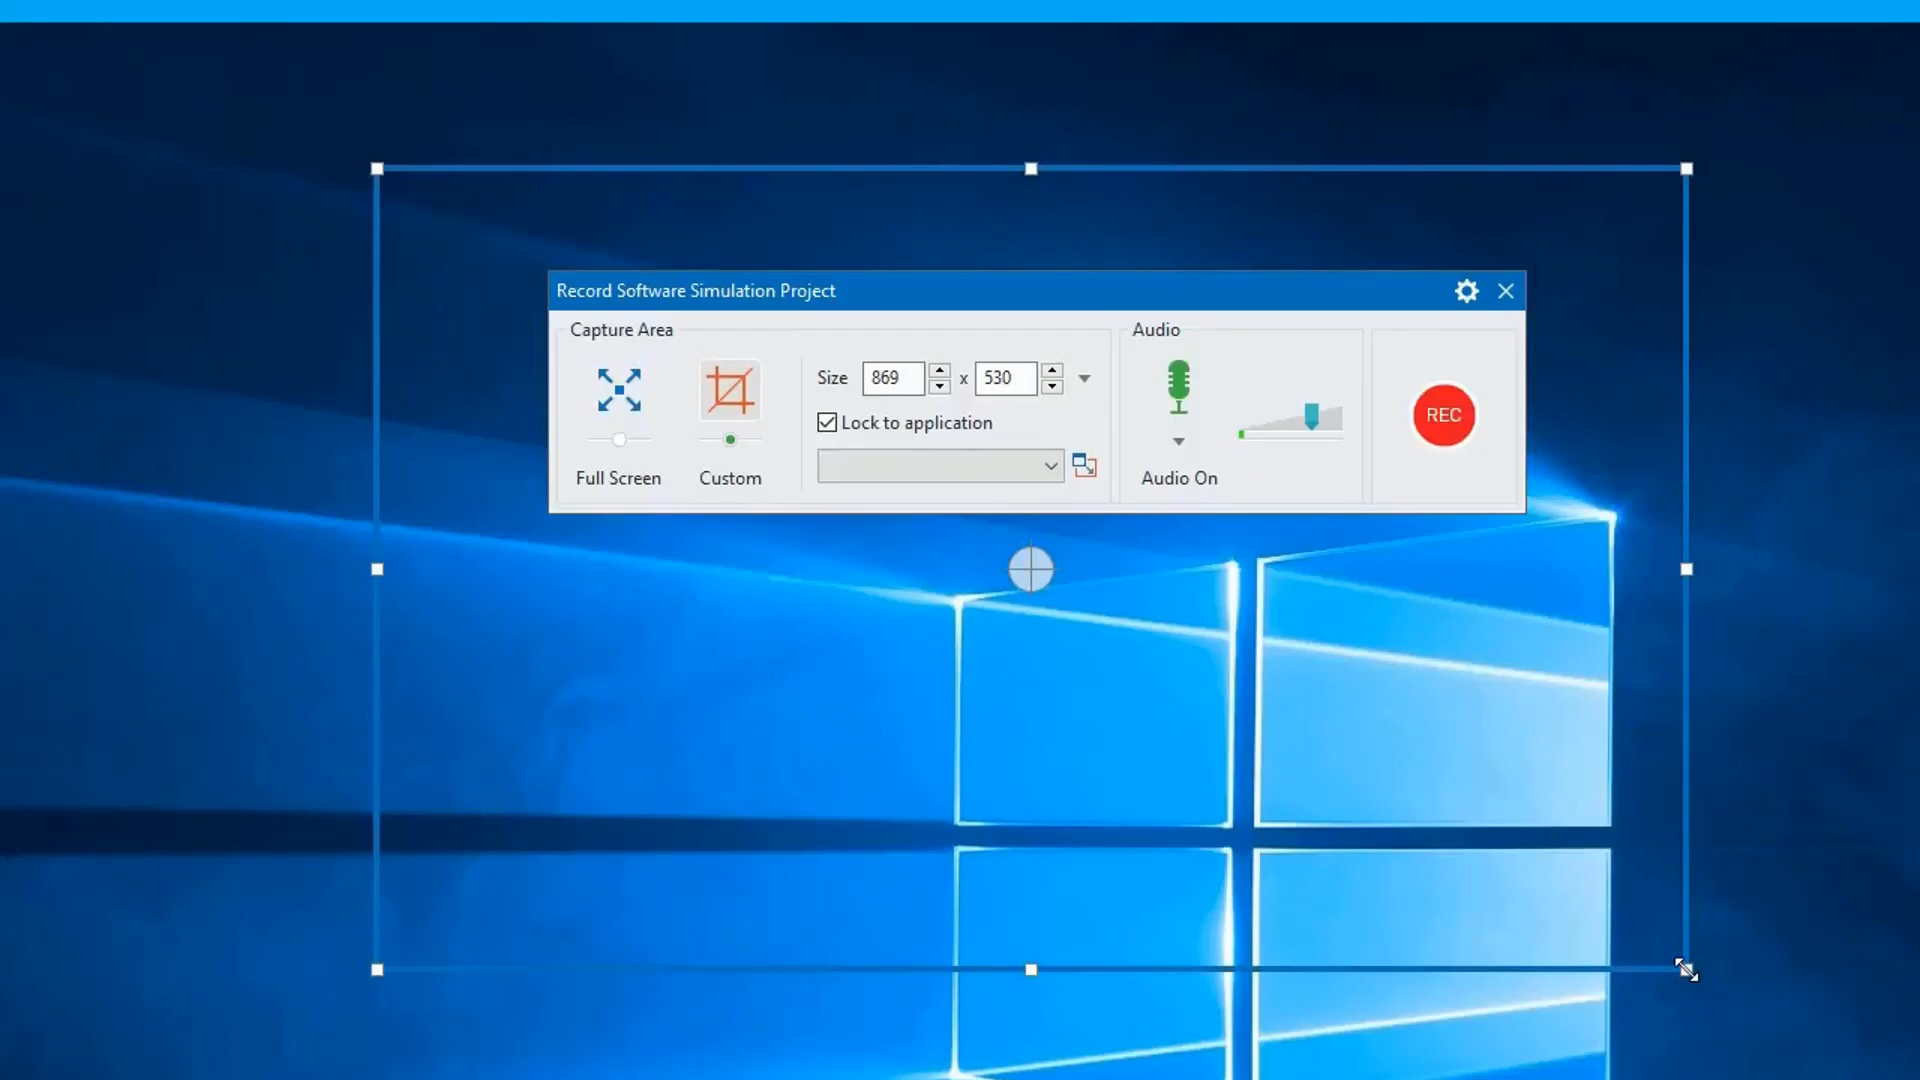 Record Software Simulation Project
Capture Area
Audio
Size 869 x 530
Lock to application
REC
Full Screen
Custom
Audio On